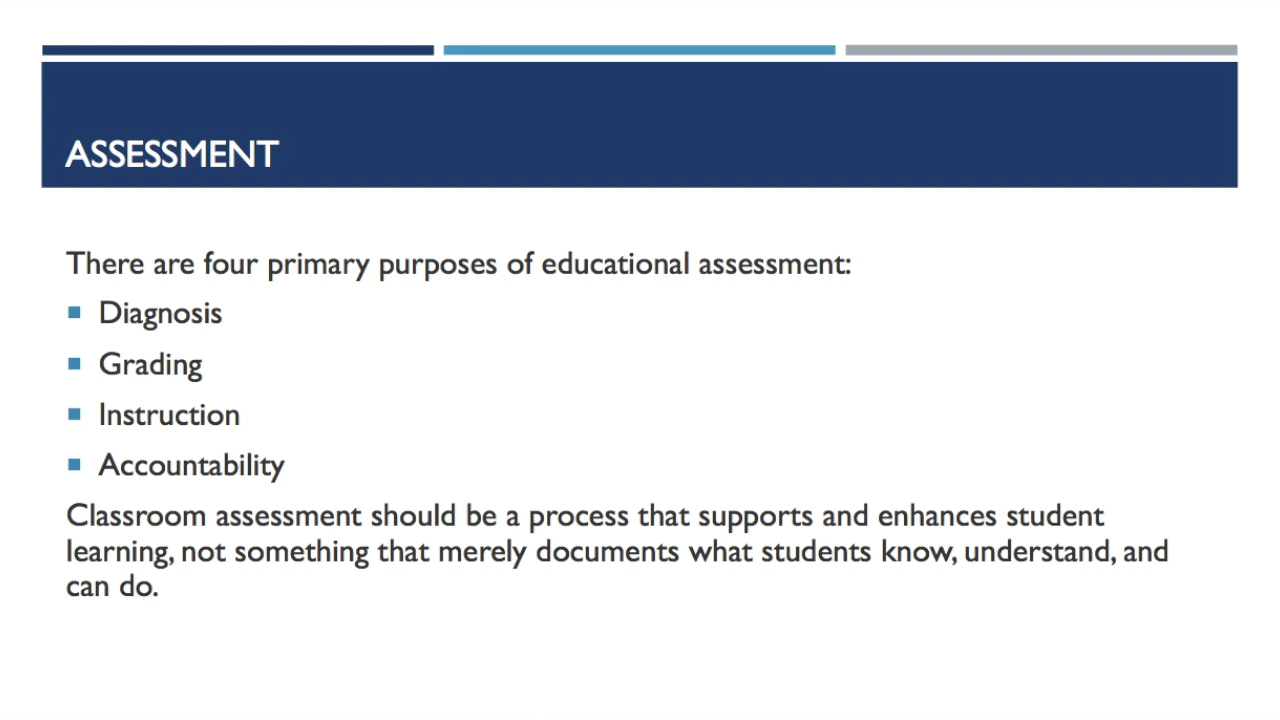 ASSESSMENT
There are four primary purposes of educational assessment:
Diagnosis
Grading
Instruction
Accountability
Classroom assessment should be a process that supports and enhances student
learning, not something that merely documents what students know, understand, and
can do.